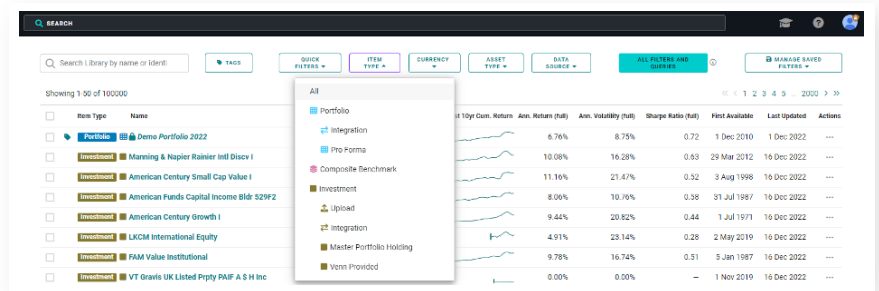 SEARCH
Search Library by name or identi
TAGS
QUICK FILTERS
ITEM TYPE
CURRENCY
ASSET TYPE
DATA SOURCE
ALL FILTERS AND QUERIES
MANAGE SAVED FILTERS
Showing 1-50 of 100000
1 2 3 4 5 ... 2000
Item Type Name st 10yr Cum. Return Ann. Return (full) Ann. Volatility (full) Sharpe Ratio (full) First Available Last Updated Actions
Portfolio Demo Portfolio 2022 6.76% 8.75% 0.72 1 Dec 2010 1 Dec 2022 ...
Investment Manning & Napier Rainier Intl Discv I 10.08% 16.28% 0.63 29 Mar 2012 16 Dec 2022 ...
Investment American Century Small Cap Value I 11.16% 21.47% 0.52 3 Aug 1998 16 Dec 2022 ...
Investment American Funds Capital Income Bldr 529F2 8.06% 10.76% 0.58 31 Jul 1987 16 Dec 2022 ...
Investment American Century Growth I 9.44% 20.82% 0.44 1 Jul 1971 16 Dec 2022 ...
Investment LKCM International Equity 4.91% 23.14% 0.28 2 May 2019 16 Dec 2022 ...
Investment FAM Value Institutional 9.78% 16.74% 0.51 5 Jan 1987 16 Dec 2022 ...
Investment VT Gravis UK Listed Prpty PAIF A S H Inc 0.00% 0.00% – 1 Nov 2019 16 Dec 2022 ...
All
Portfolio
Integration
Pro Forma
Composite Benchmark
Investment
Upload
Integration
Master Portfolio Holding
Venn Provided